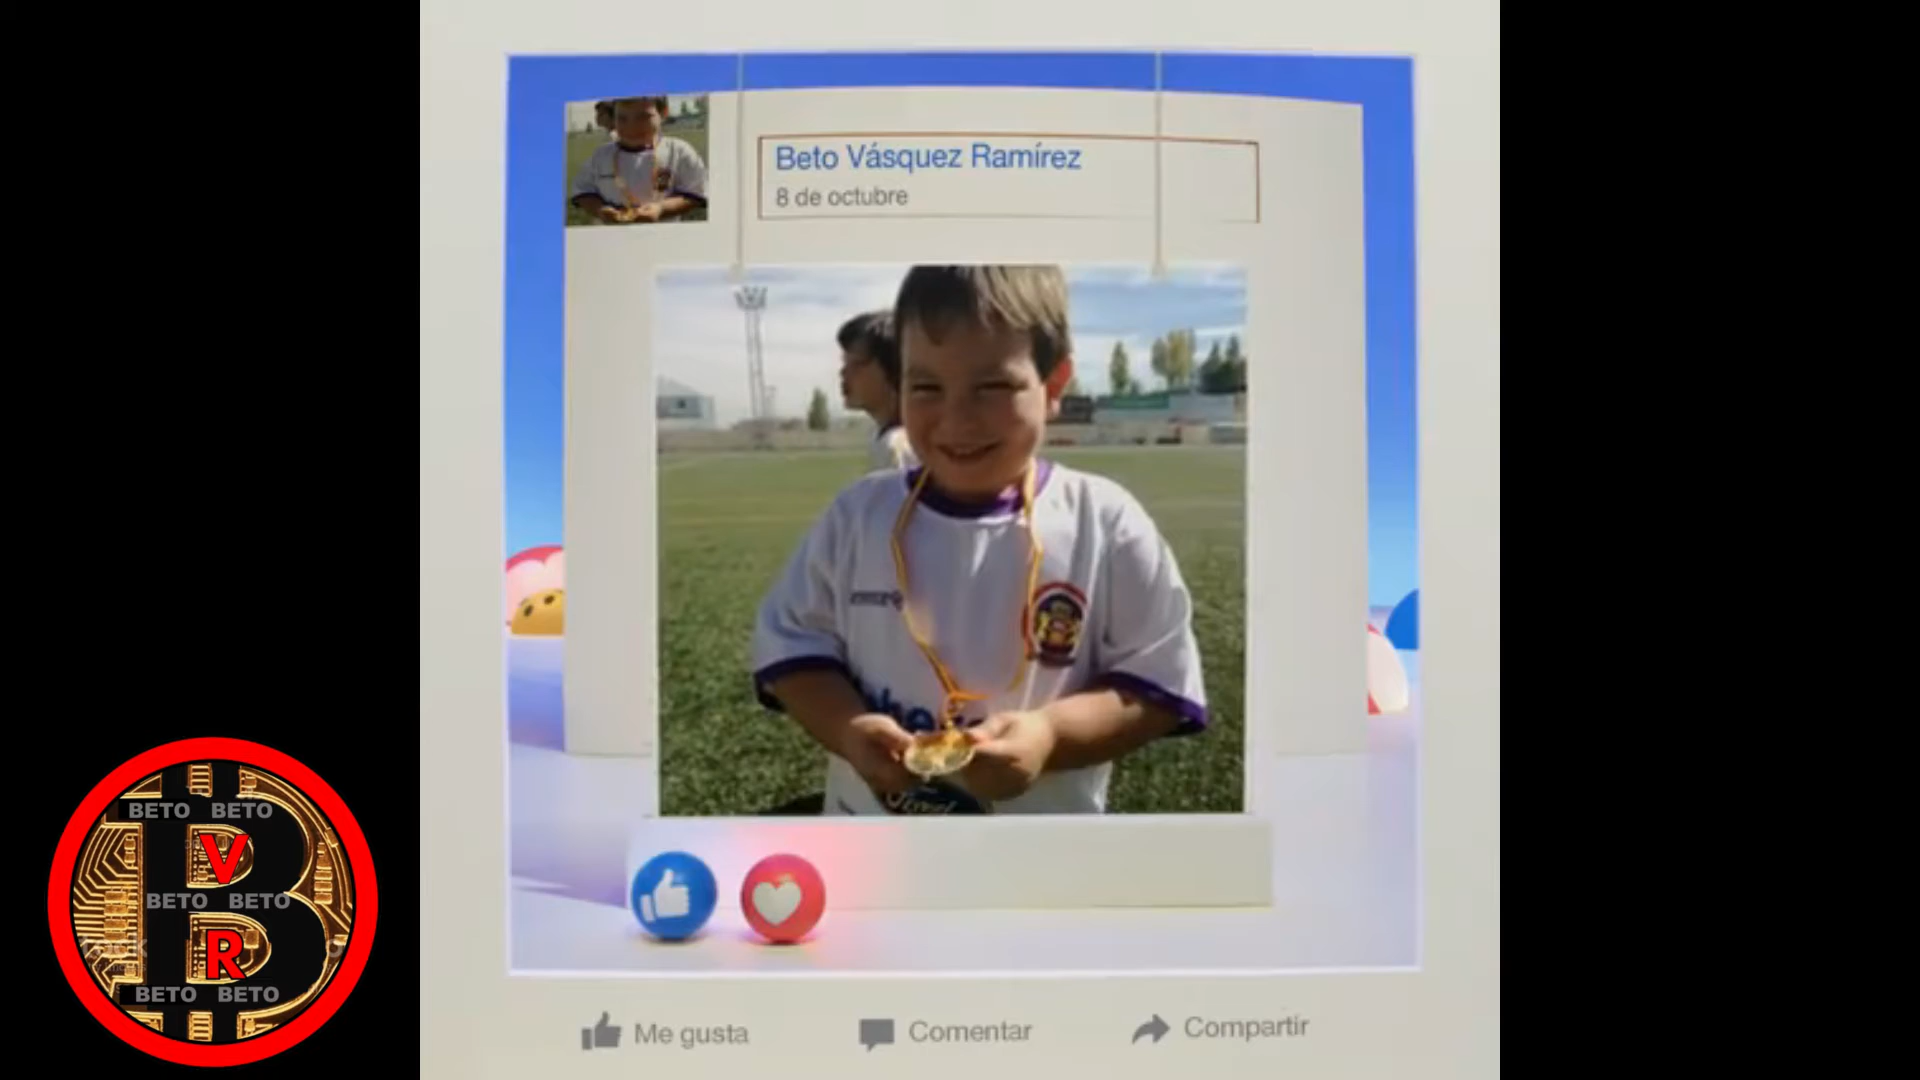 Beto Vásquez Ramírez
8 de octubre
Me gusta
Comentar
Compartir
BETO BETO
V
BETO BETO
R
BETO BETO